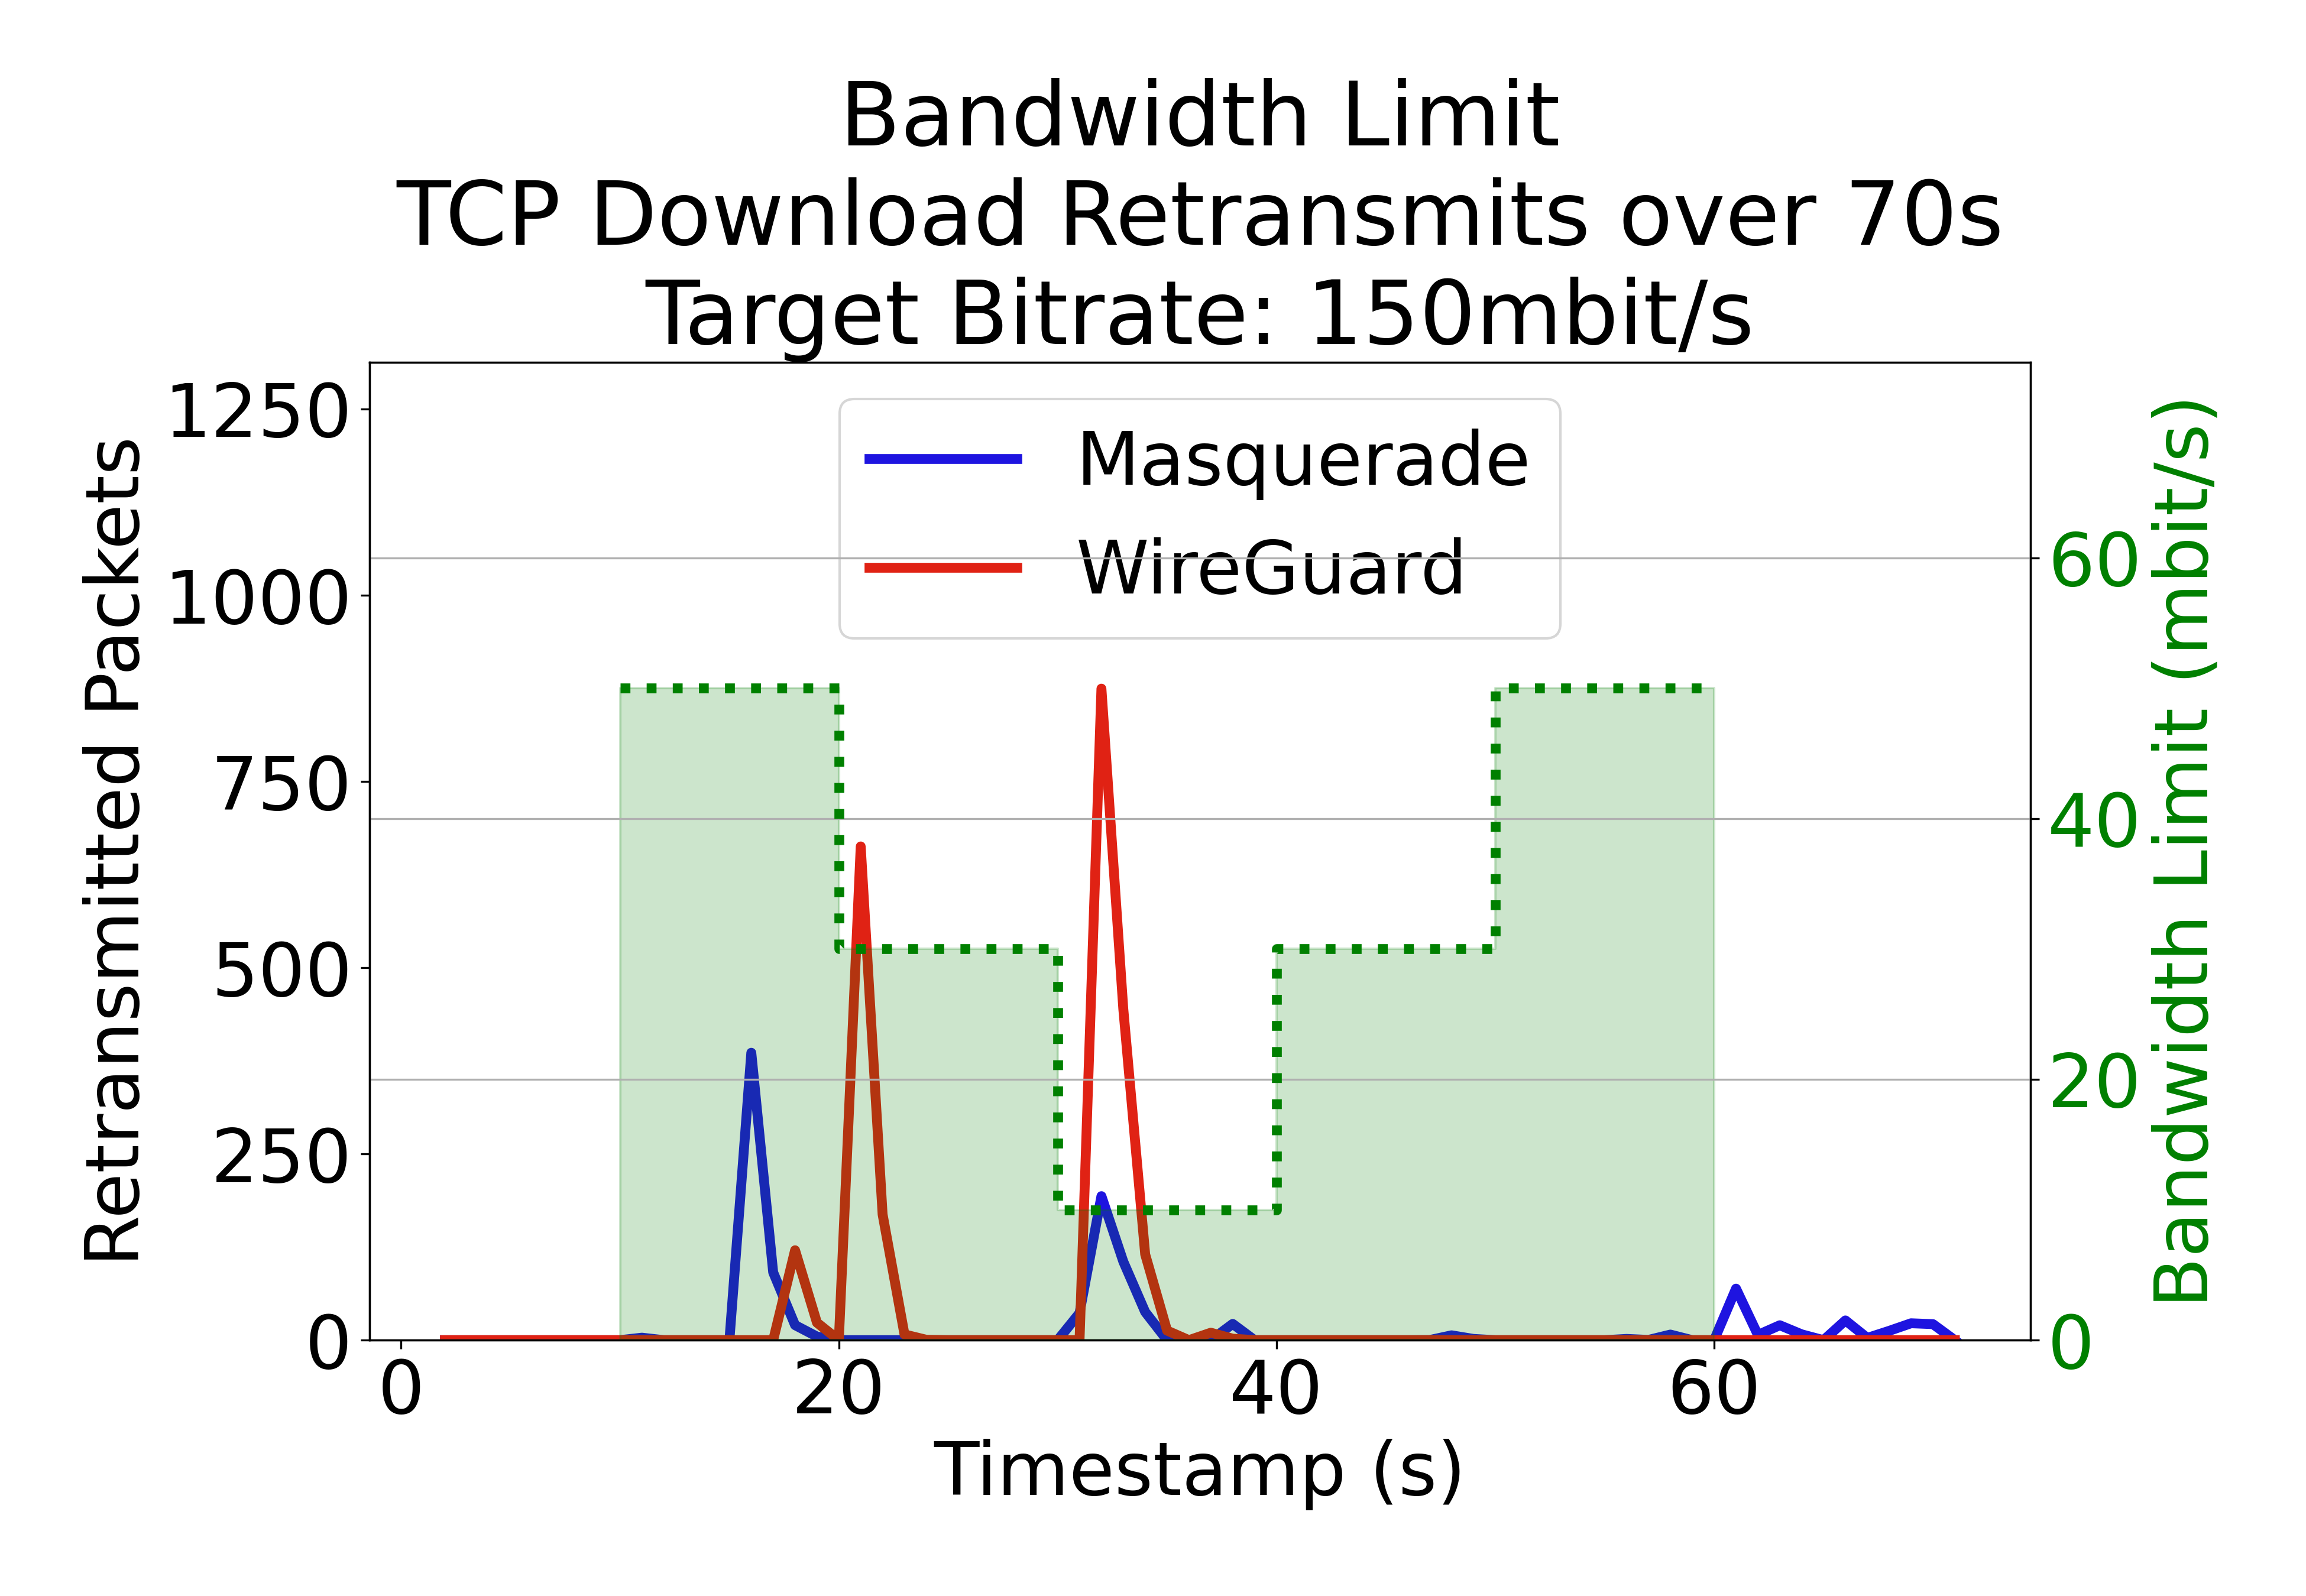 Bandwidth Limit
TCP Download Retransmits over 70s
Target Bitrate: 150mbit/s
Retransmitted Packets
1250
1000
750
500
250
0
Masquerade
WireGuard
60
40
20
0
Bandwidth Limit (mbit/s)
0 20 40 60
Timestamp (s)